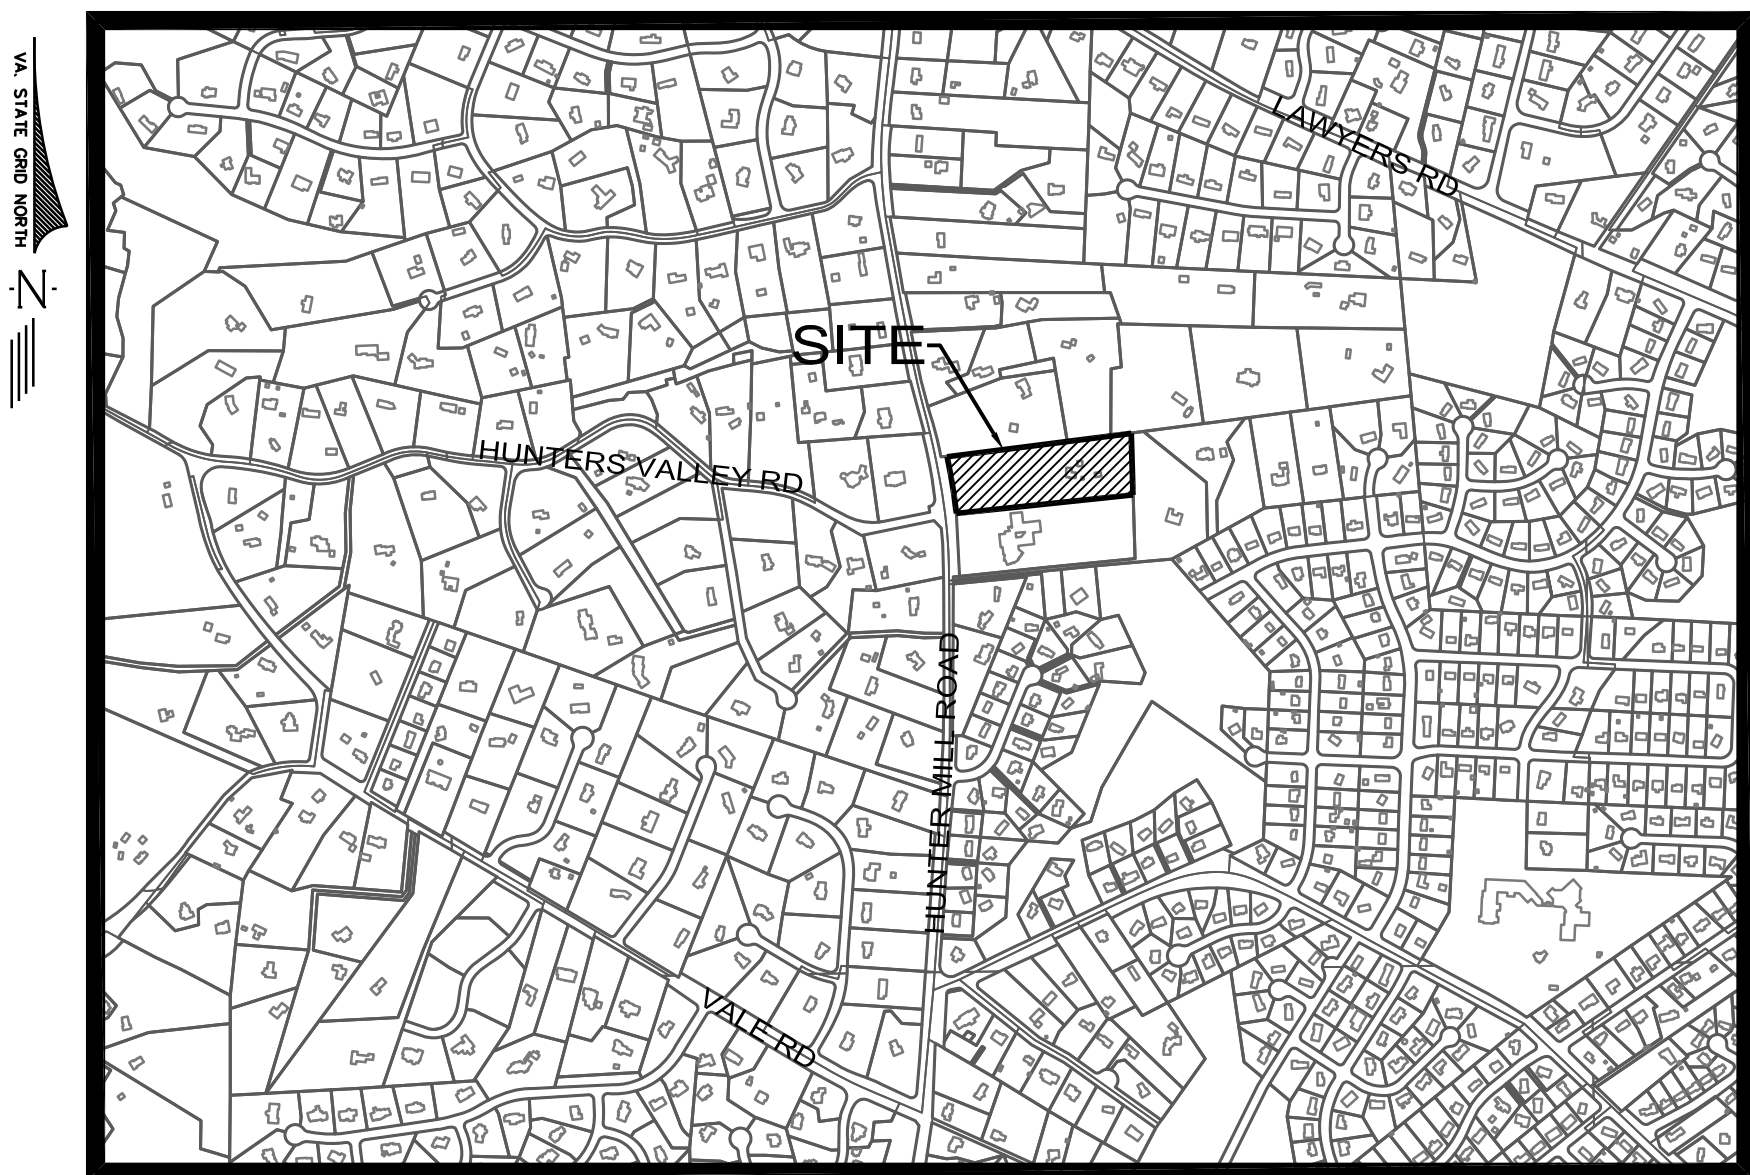 VA. STATE GRID NORTH
N
LAWYERS RD
SITE
HUNTERS VALLEY RD
HUNTER MILL ROAD
VALE RD